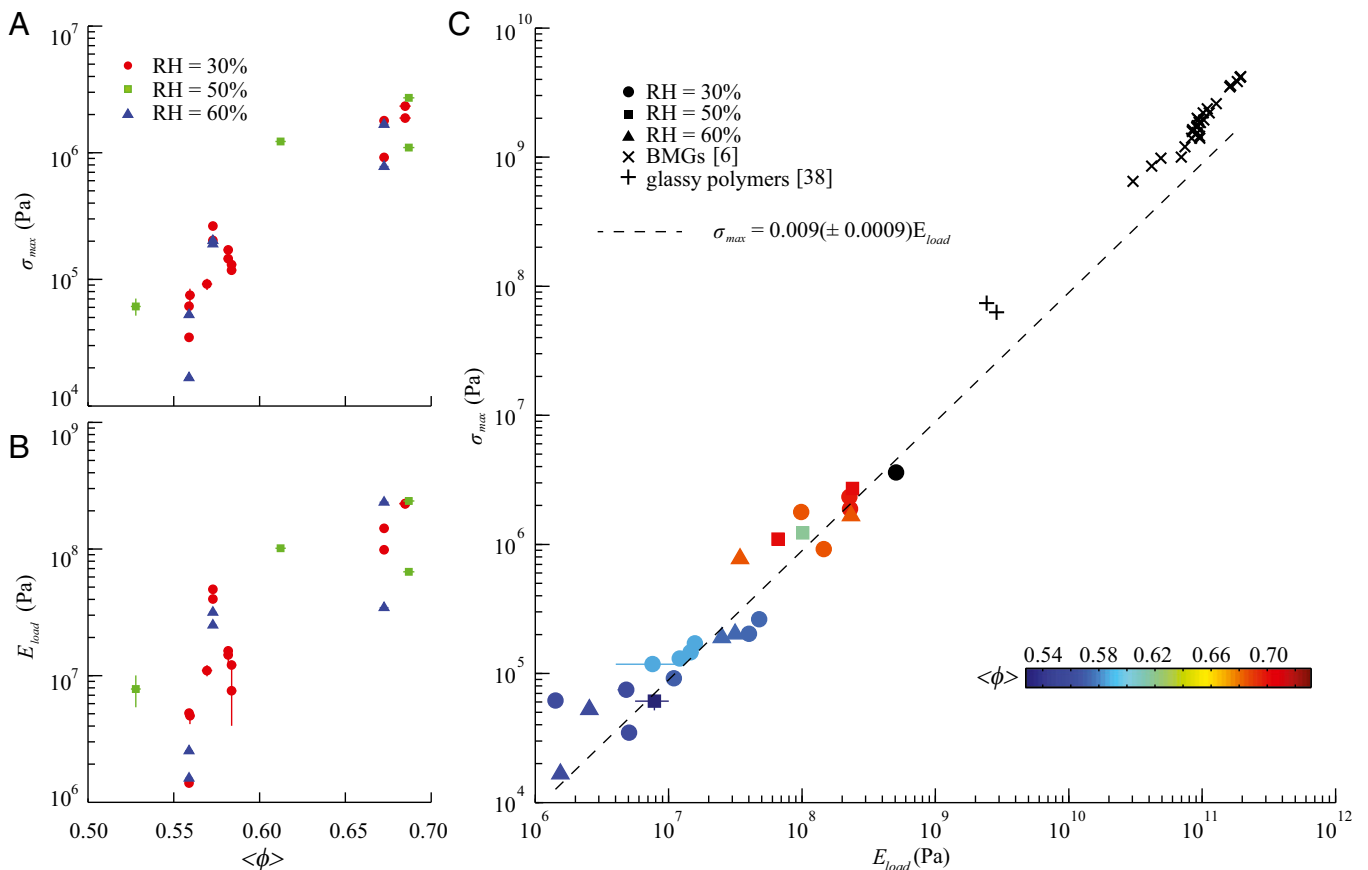 A
10^7
10^6
10^5
10^4
σ_max (Pa)
RH = 30%
RH = 50%
RH = 60%
B
10^9
10^8
10^7
10^6
E_load (Pa)
0.50 0.55 0.60 0.65 0.70
<ϕ>
C
10^10
10^9
10^8
10^7
10^6
10^5
10^4
σ_max (Pa)
RH = 30%
RH = 50%
RH = 60%
BMGs [6]
glassy polymers [38]
σ_max = 0.009(± 0.0009)E_load
0.54 0.58 0.62 0.66 0.70
<ϕ>
10^6 10^7 10^8 10^9 10^10 10^11 10^12
E_load (Pa)